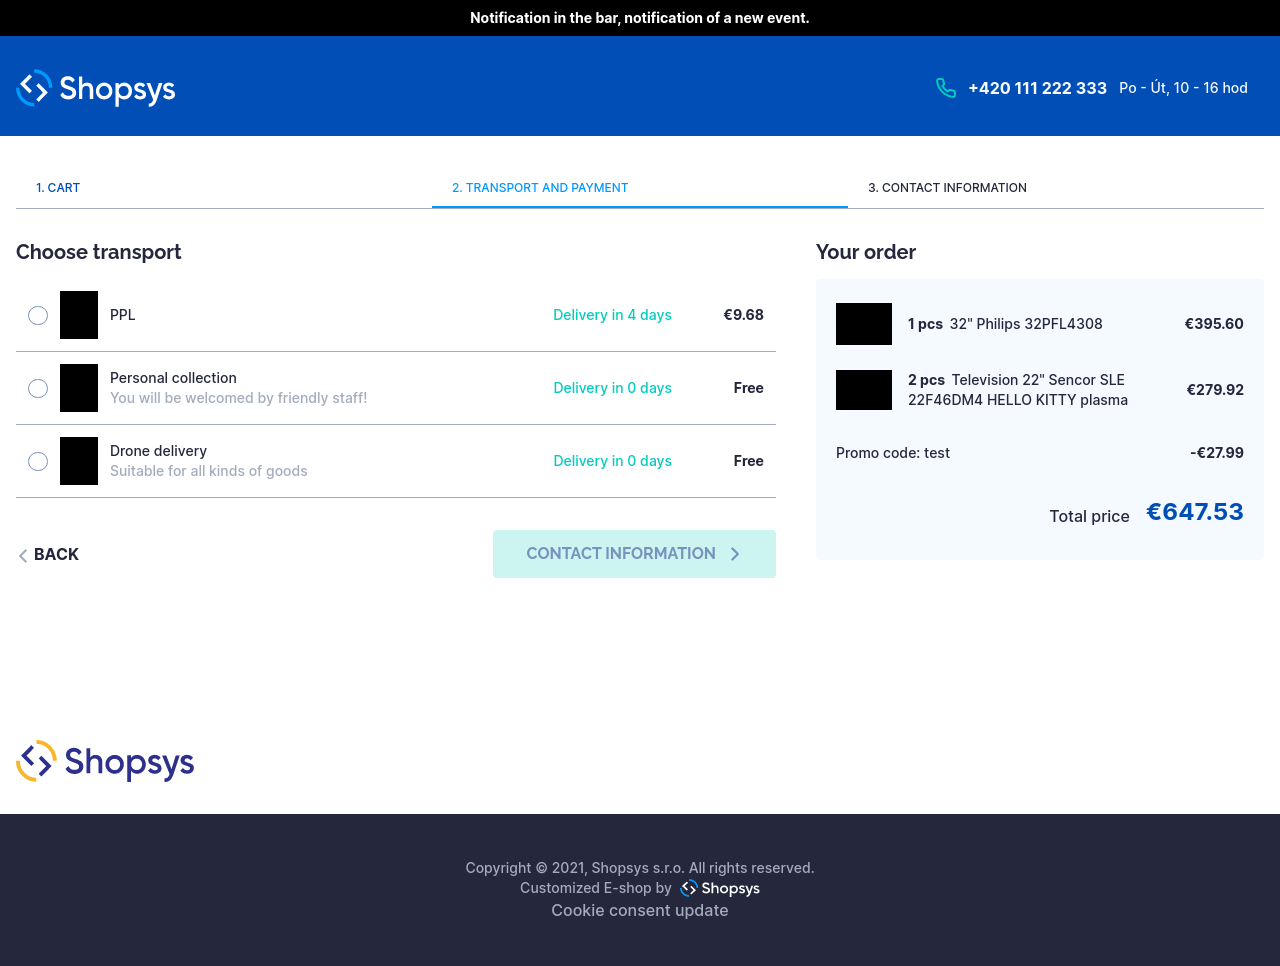 Notification in the bar, notification of a new event.
Shopsys
+420 111 222 333 Po - Út, 10 - 16 hod
1. CART
2. TRANSPORT AND PAYMENT
3. CONTACT INFORMATION
Choose transport
PPL
Delivery in 4 days
€9.68
Personal collection
You will be welcomed by friendly staff!
Delivery in 0 days
Free
Drone delivery
Suitable for all kinds of goods
Delivery in 0 days
Free
BACK
CONTACT INFORMATION
Your order
1 pcs 32" Philips 32PFL4308
€395.60
2 pcs Television 22" Sencor SLE
22F46DM4 HELLO KITTY plasma
€279.92
Promo code: test
-€27.99
Total price €647.53
Shopsys
Copyright © 2021, Shopsys s.r.o. All rights reserved.
Customized E-shop by Shopsys
Cookie consent update